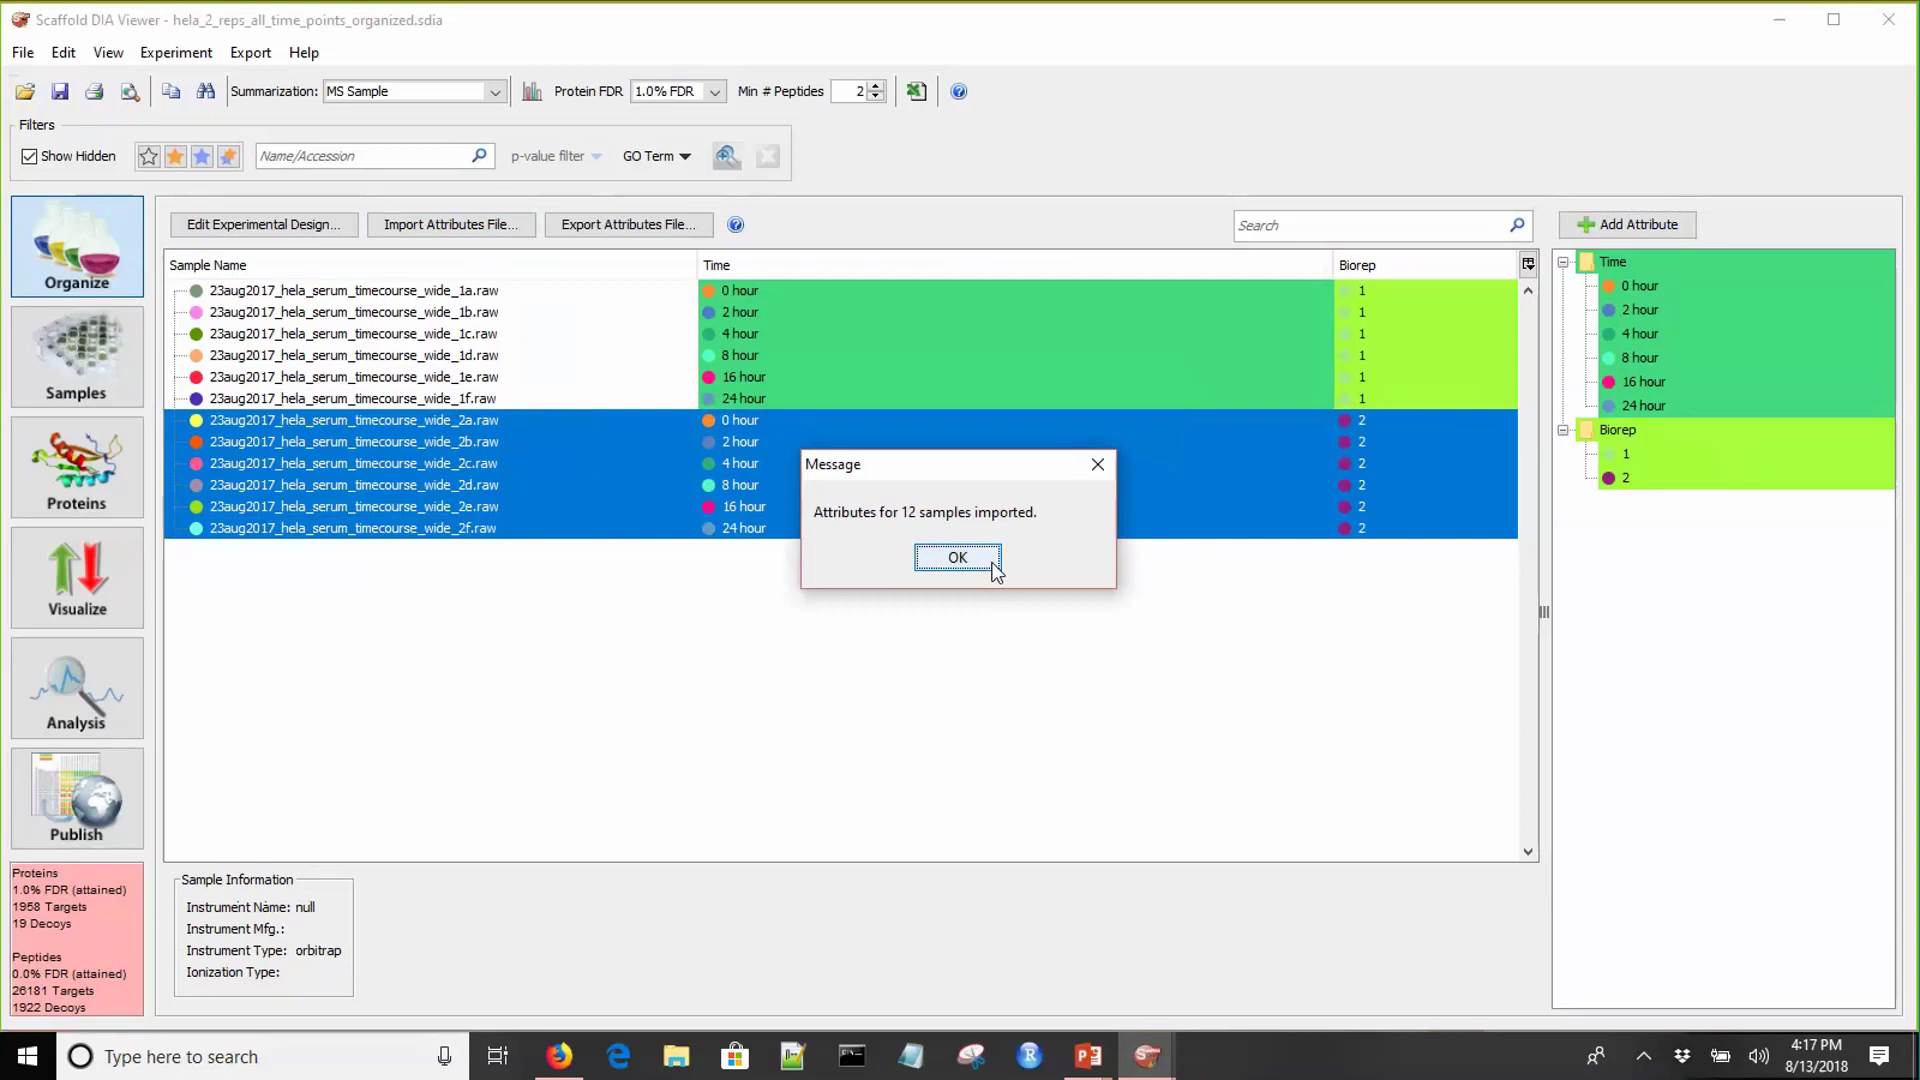 Scaffold DIA Viewer - hela_2_reps_all_time_points_organized.sdia
File Edit View Experiment Export Help
Summarization: MS Sample Protein FDR 1.0% FDR Min # Peptides 2
Filters
Show Hidden Name/Accession p-value filter GO Term
Edit Experimental Design... Import Attributes File... Export Attributes File... Search Add Attribute
Sample Name Time Biorep
23aug2017_hela_serum_timecourse_wide_1a.raw 0 hour 1
23aug2017_hela_serum_timecourse_wide_1b.raw 2 hour 1
23aug2017_hela_serum_timecourse_wide_1c.raw 4 hour 1
23aug2017_hela_serum_timecourse_wide_1d.raw 8 hour 1
23aug2017_hela_serum_timecourse_wide_1e.raw 16 hour 1
23aug2017_hela_serum_timecourse_wide_1f.raw 24 hour 1
23aug2017_hela_serum_timecourse_wide_2a.raw 0 hour 2
23aug2017_hela_serum_timecourse_wide_2b.raw 2 hour 2
23aug2017_hela_serum_timecourse_wide_2c.raw 4 hour 2
23aug2017_hela_serum_timecourse_wide_2d.raw 8 hour 2
23aug2017_hela_serum_timecourse_wide_2e.raw 16 hour 2
23aug2017_hela_serum_timecourse_wide_2f.raw 24 hour 2
Time
0 hour
2 hour
4 hour
8 hour
16 hour
24 hour
Biorep
1
2
Message
Attributes for 12 samples imported.
OK
Organize
Samples
Proteins
Visualize
Analysis
Publish
Proteins
1.0% FDR (attained)
1958 Targets
19 Decoys
Peptides
0.0% FDR (attained)
26181 Targets
1922 Decoys
Sample Information
Instrument Name: null
Instrument Mfg.:
Instrument Type: orbitrap
Ionization Type:
Type here to search
4:17 PM
8/13/2018